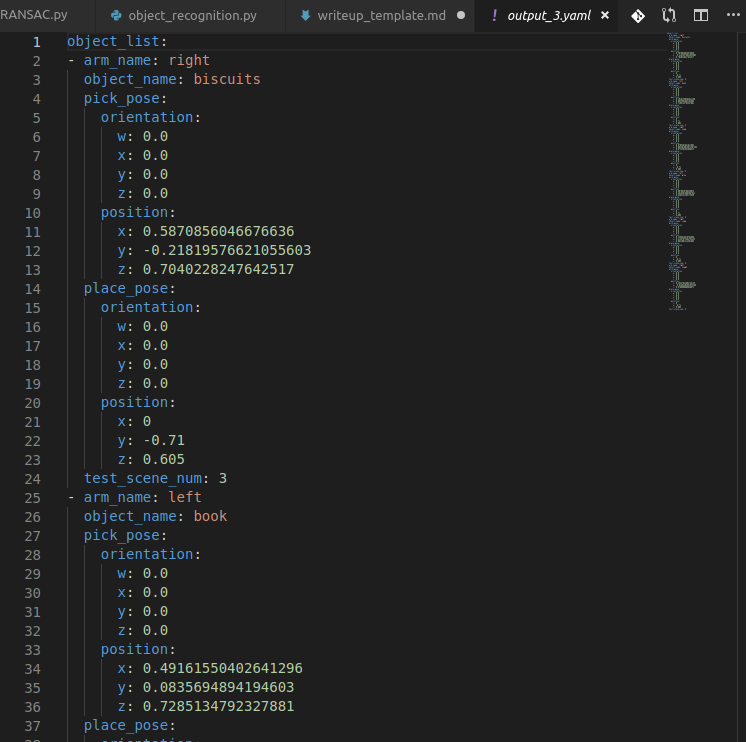 RANSAC.py object_recognition.py writeup_template.md output_3.yaml
1 object_list:
2 - arm_name: right
3   object_name: biscuits
4   pick_pose:
5     orientation:
6       w: 0.0
7       x: 0.0
8       y: 0.0
9       z: 0.0
10     position:
11       x: 0.5870856046676636
12       y: -0.21819576621055603
13       z: 0.7040228247642517
14   place_pose:
15     orientation:
16       w: 0.0
17       x: 0.0
18       y: 0.0
19       z: 0.0
20     position:
21       x: 0
22       y: -0.71
23       z: 0.605
24   test_scene_num: 3
25 - arm_name: left
26   object_name: book
27   pick_pose:
28     orientation:
29       w: 0.0
30       x: 0.0
31       y: 0.0
32       z: 0.0
33     position:
34       x: 0.49161550402641296
35       y: 0.0835694894194603
36       z: 0.7285134792327881
37   place_pose:
orientation: